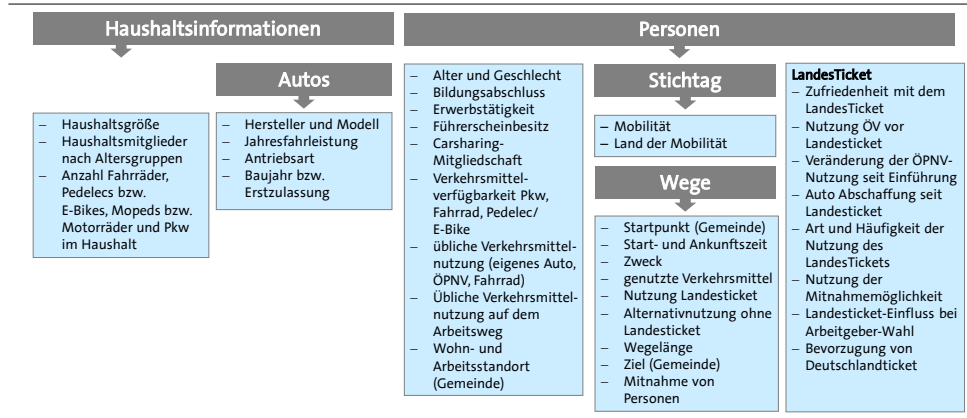 Haushaltsinformationen
Autos
– Haushaltsgröße
– Haushaltsmitglieder
nach Altersgruppen
– Anzahl Fahrräder,
Pedelecs bzw.
E-Bikes, Mopeds bzw.
Motorräder und Pkw
im Haushalt
– Hersteller und Modell
– Jahresfahrleistung
– Antriebsart
– Baujahr bzw.
Erstzulassung
Personen
– Alter und Geschlecht
– Bildungsabschluss
– Erwerbstätigkeit
– Führerscheinbesitz
– Carsharing-
Mitgliedschaft
– Verkehrsmittel-
verfügbarkeit Pkw,
Fahrrad, Pedelec/
E-Bike
– übliche Verkehrsmittel-
nutzung (eigenes Auto,
ÖPNV, Fahrrad)
– Übliche Verkehrsmittel-
nutzung auf dem
Arbeitsweg
– Wohn- und
Arbeitsstandort
(Gemeinde)
Stichtag
– Mobilität
– Land der Mobilität
Wege
– Startpunkt (Gemeinde)
– Start- und Ankunftszeit
– Zweck
– genutzte Verkehrsmittel
– Nutzung Landesticket
– Alternativnutzung ohne
Landesticket
– Wegelänge
– Ziel (Gemeinde)
– Mitnahme von
Personen
LandesTicket
– Zufriedenheit mit dem
LandesTicket
– Nutzung ÖV vor
Landesticket
– Veränderung der ÖPNV-
Nutzung seit Einführung
– Auto Abschaffung seit
Landesticket
– Art und Häufigkeit der
Nutzung des
LandesTickets
– Nutzung der
Mitnahmemöglichkeit
– Landesticket-Einfluss bei
Arbeitgeber-Wahl
– Bevorzugung von
Deutschlandticket